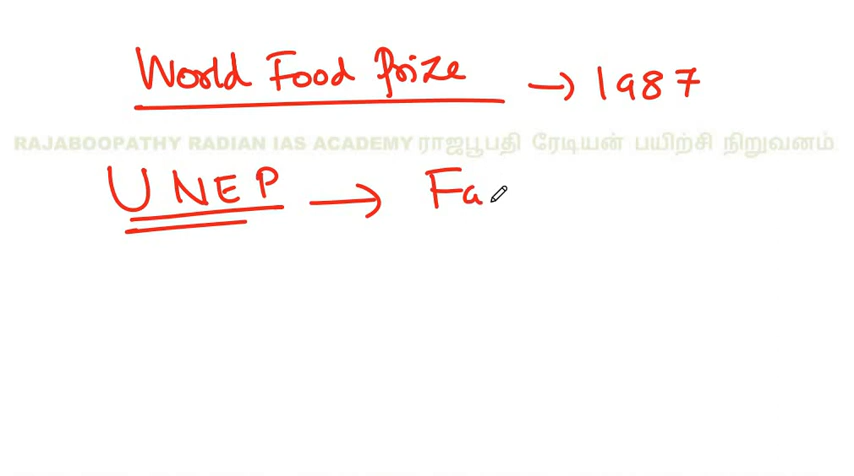 World Food Prize → 1987
RAJABOOPATHY RADIAN IAS ACADEMY ராஜபூபதி ரேடியன் பயிற்சி நிறுவனம்
UNEP → Fa